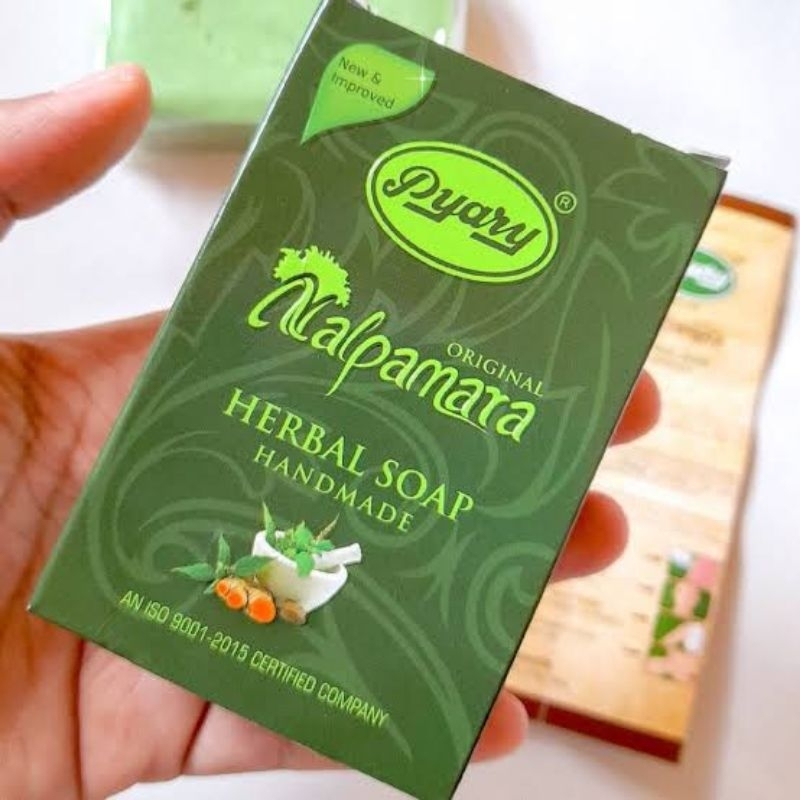 New &
Improved
Pyary®
ORIGINAL
Nalpamara
HERBAL SOAP
HANDMADE
AN ISO 9001-2015 CERTIFIED COMPANY